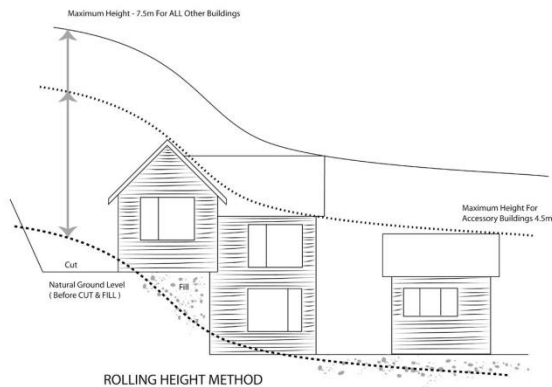 Maximum Height - 7.5m For ALL Other Buildings
Maximum Height For
Accessory Buildings 4.5m
Cut
Natural Ground Level
( Before CUT & FILL )
Fill
ROLLING HEIGHT METHOD